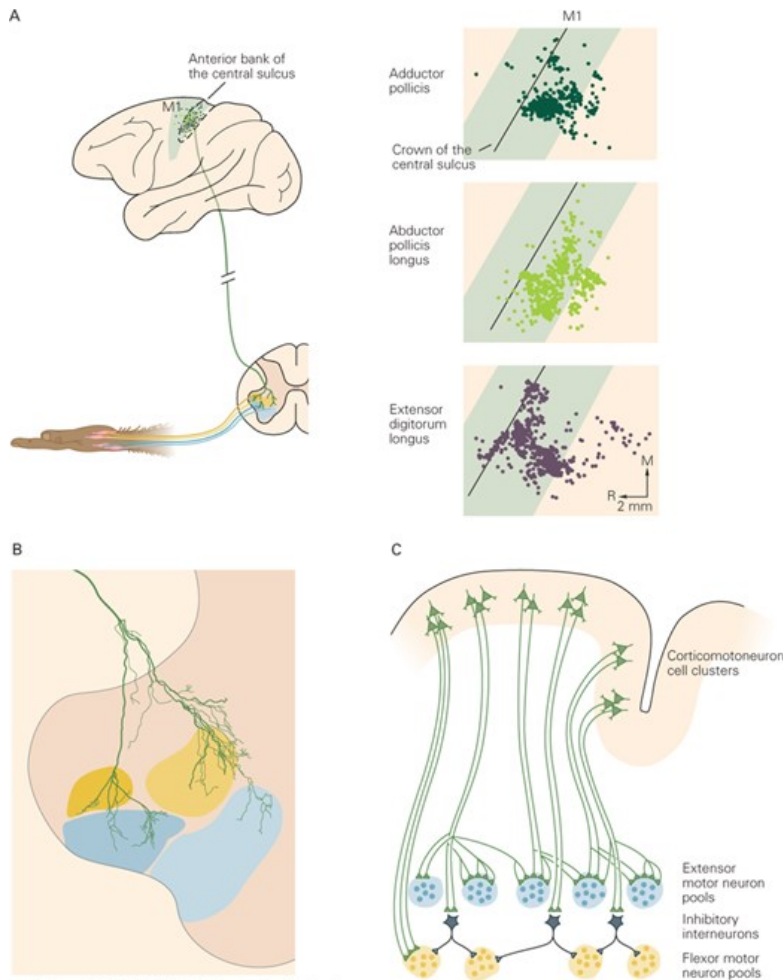 A
Anterior bank of
the central sulcus
M1
M1
Adductor
pollicis
Crown of the
central sulcus
Abductor
pollicis
longus
Extensor
digitorum
longus
M
R
2 mm
B
C
Corticomotoneuron
cell clusters
Extensor
motor neuron
pools
Inhibitory
interneurons
Flexor motor
neuron pools